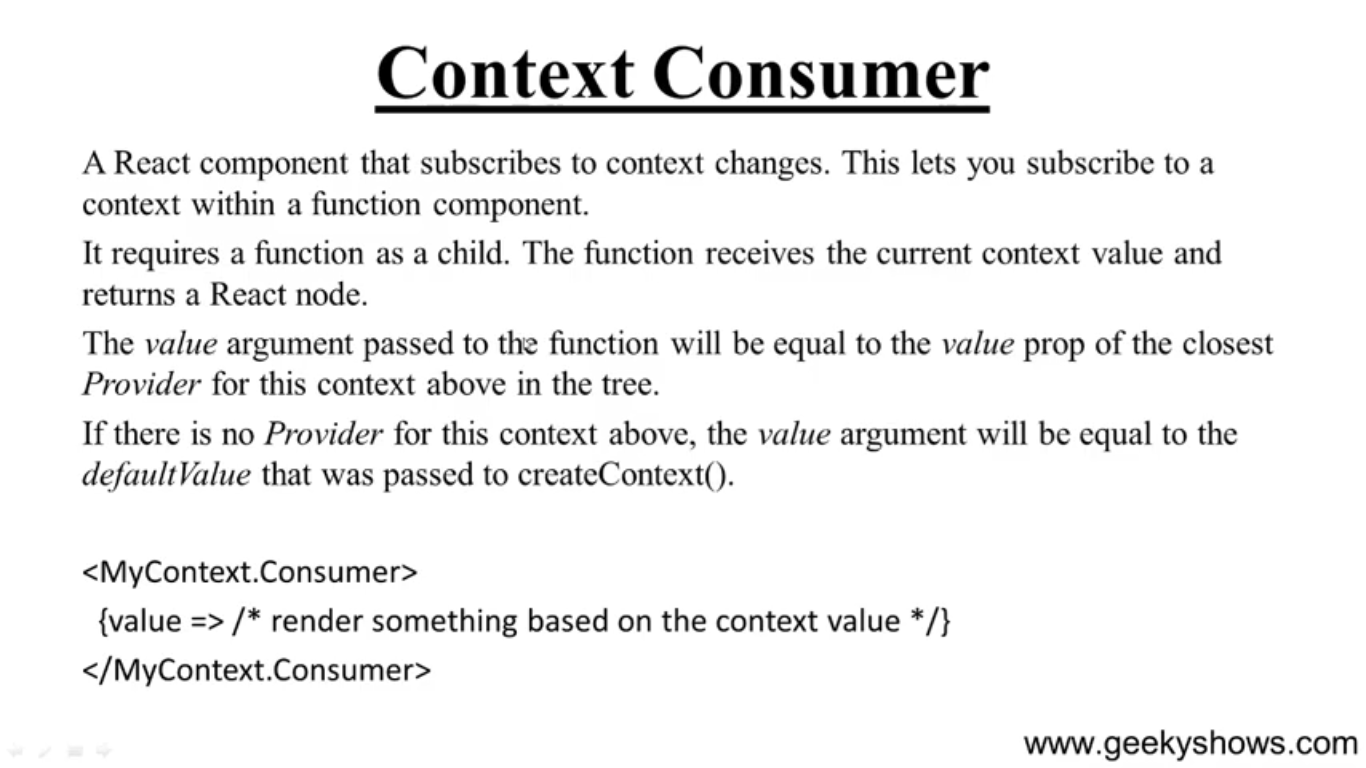 Context Consumer
A React component that subscribes to context changes. This lets you subscribe to a
context within a function component.
It requires a function as a child. The function receives the current context value and
returns a React node.
The value argument passed to the function will be equal to the value prop of the closest
Provider for this context above in the tree.
If there is no Provider for this context above, the value argument will be equal to the
defaultValue that was passed to createContext().
<MyContext.Consumer>
{value => /* render something based on the context value */}
</MyContext.Consumer>
www.geekyshows.com